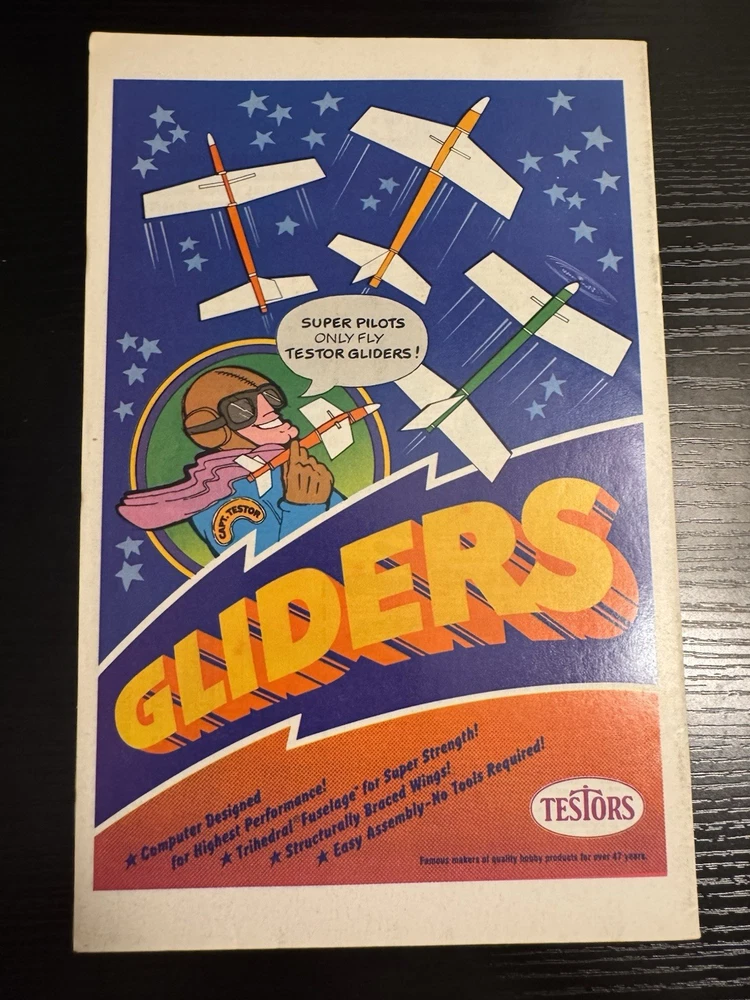 SUPER PILOTS
ONLY FLY
TESTOR GLIDERS!
CAPT. TESTOR
GLIDERS
★ Computer Designed
for Highest Performance!
★ Trihedral™ Fuselage for Super Strength!
★ Structurally Braced Wings!
★ Easy Assembly-No Tools Required!
TESTORS
Famous makers of quality hobby products for over 47 years.